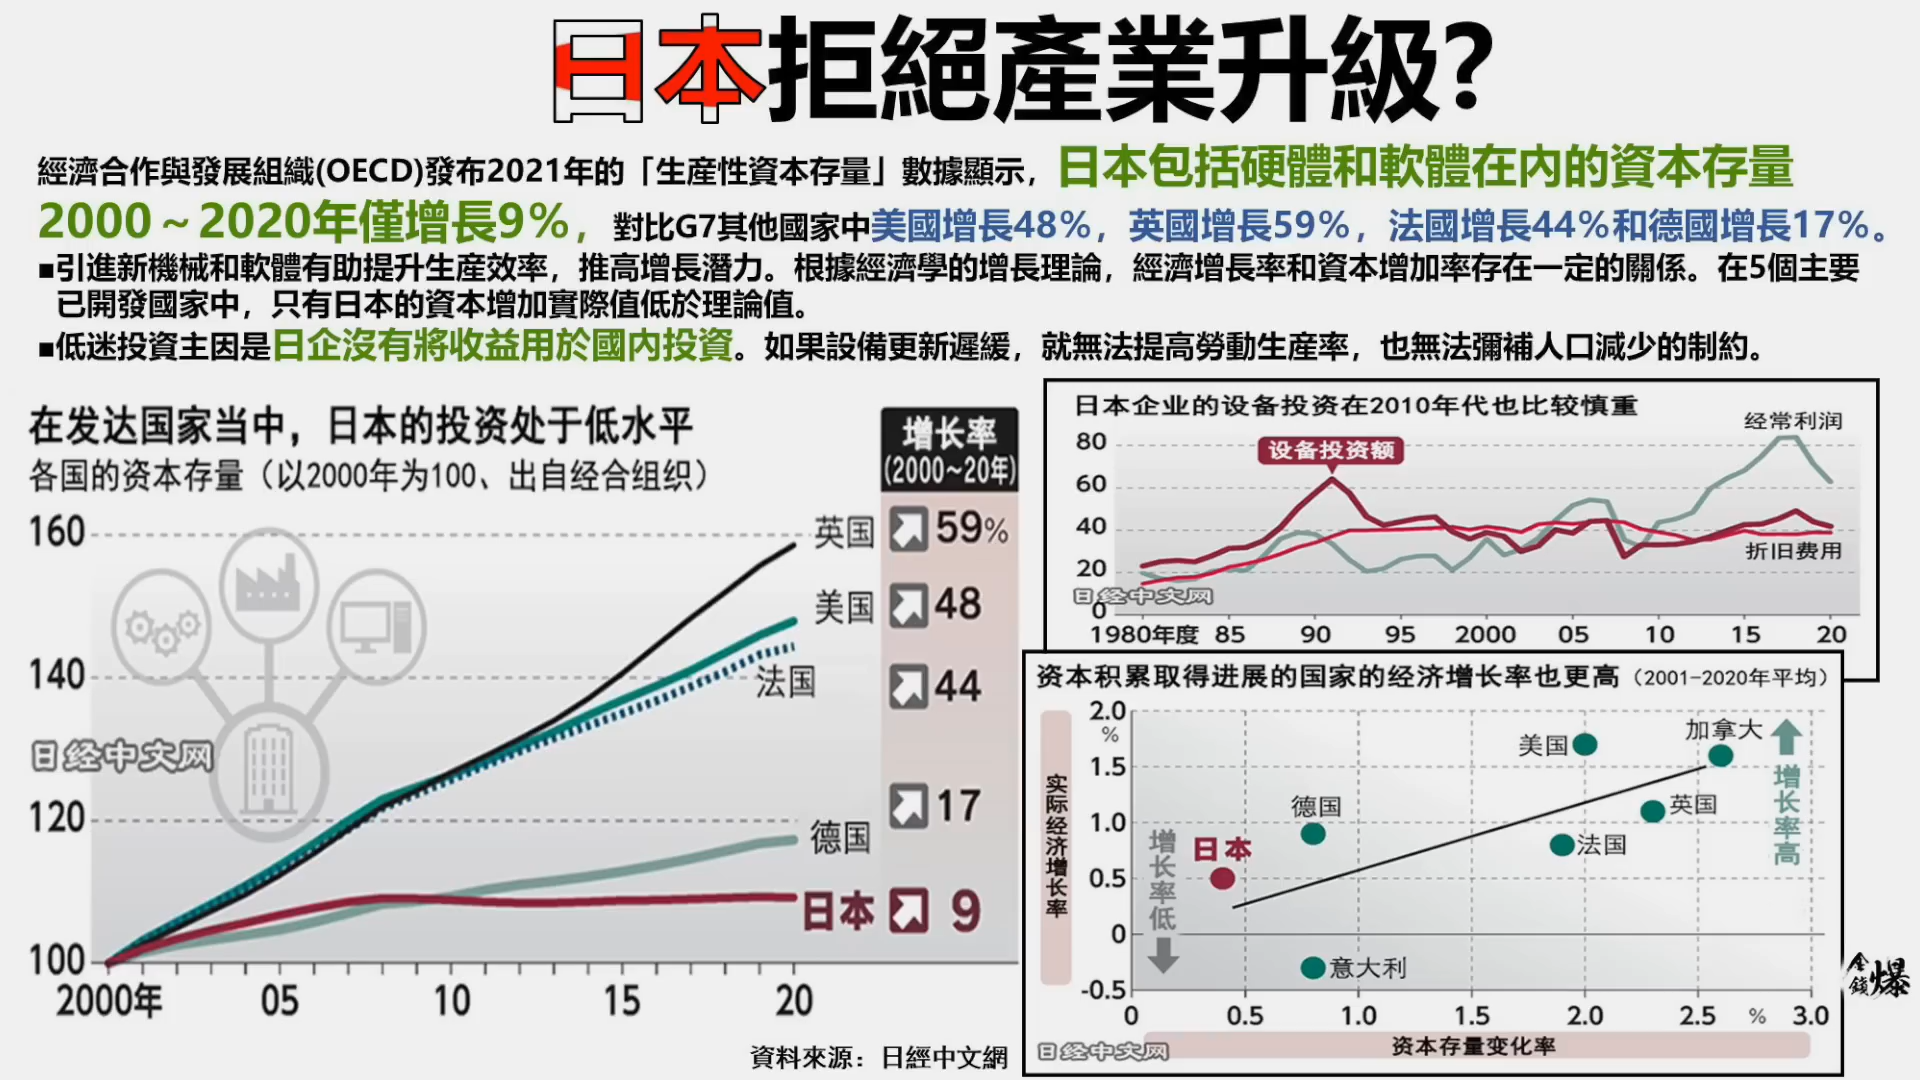 日本拒絕產業升級?
經濟合作與發展組織(OECD)發布2021年的「生産性資本存量」數據顯示，日本包括硬體和軟體在內的資本存量
2000～2020年僅增長9%，對比G7其他國家中美國增長48%，英國增長59%，法國增長44%和德國增長17%。
■引進新機械和軟體有助提升生産效率，推高增長潛力。根據經濟學的增長理論，經濟增長率和資本增加率存在一定的關係。在5個主要
已開發國家中，只有日本的資本增加實際值低於理論值。
■低迷投資主因是日企沒有將收益用於國內投資。如果設備更新遲緩，就無法提高勞動生産率，也無法彌補人口減少的制約。
在发达国家当中，日本的投资处于低水平
各国的资本存量（以2000年为100、出自经合组织）
增长率
(2000~20年)
160
140
120
100
英国 59%
美国 48
法国 44
德国 17
日本 9
日经中文网
2000年 05 10 15 20
資料來源：日經中文網
日本企业的设备投资在2010年代也比较慎重
经常利润
设备投资额
折旧费用
80
60
40
20
0
日经中文网
1980年度 85 90 95 2000 05 10 15 20
资本积累取得进展的国家的经济增长率也更高（2001-2020年平均）
2.0
%
1.5
1.0
0.5
0
-0.5
实际经济增长率
美国
加拿大
英国
德国
法国
日本
意大利
增长率高
增长率低
0 0.5 1.0 1.5 2.0 2.5 % 3.0
资本存量变化率
日经中文网
金錢爆